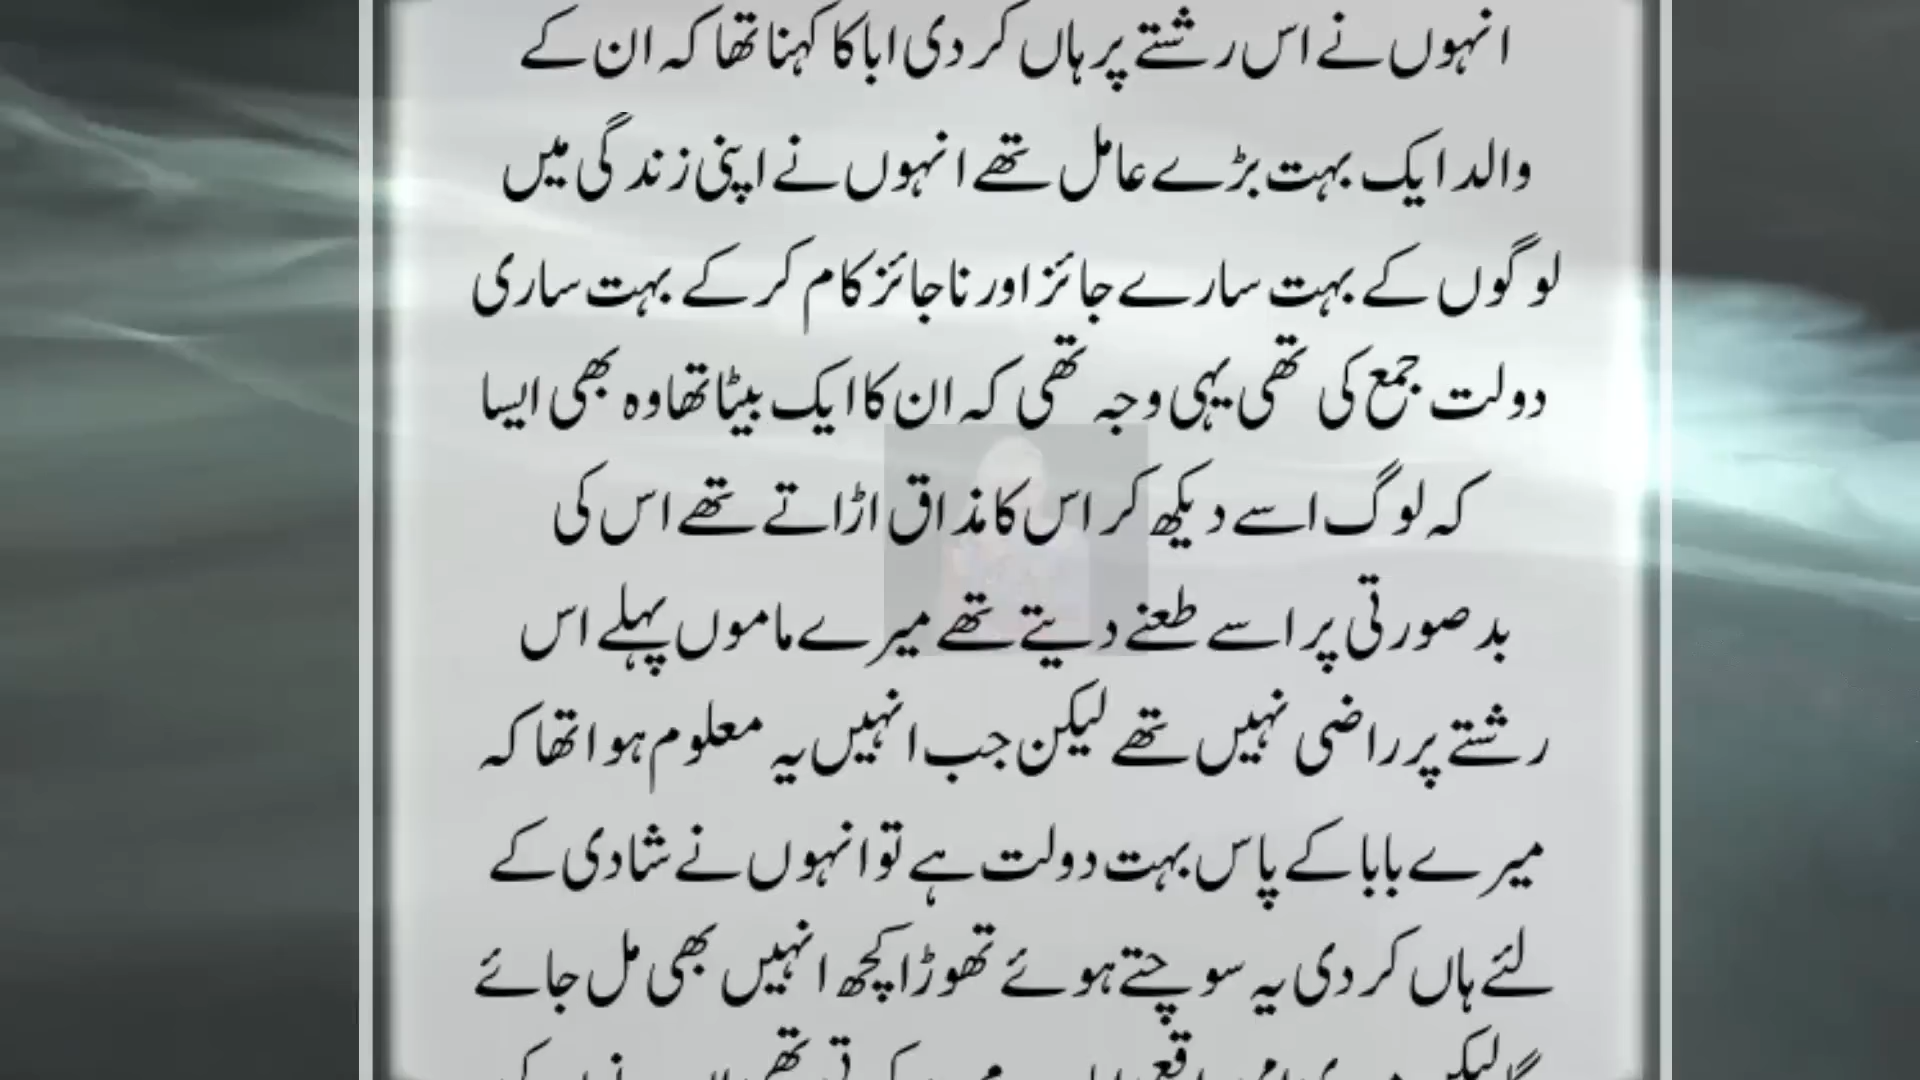 انہوں نے اس رشتے پر ہاں کر دی ابا کا کہنا تھا کہ ان کے
والد ایک بہت بڑے عامل تھے انہوں نے اپنی زندگی میں
لوگوں کے بہت سارے جائز اور ناجائز کام کر کے بہت ساری
دولت جمع کی تھی یہی وجہ تھی کہ ان کا ایک بیٹا تھا وہ بھی ایسا
کہ لوگ اسے دیکھ کر اس کا مذاق اڑاتے تھے اس کی
بد صورتی پر اسے طعنے دیتے تھے میرے ماموں پہلے اس
رشتے پر راضی نہیں تھے لیکن جب انہیں یہ معلوم ہوا تھا کہ
میرے بابا کے پاس بہت دولت ہے تو انہوں نے شادی کے
لئے ہاں کر دی یہ سوچتے ہوئے تھوڑا کچھ انہیں بھی مل جائے
گا لیکن